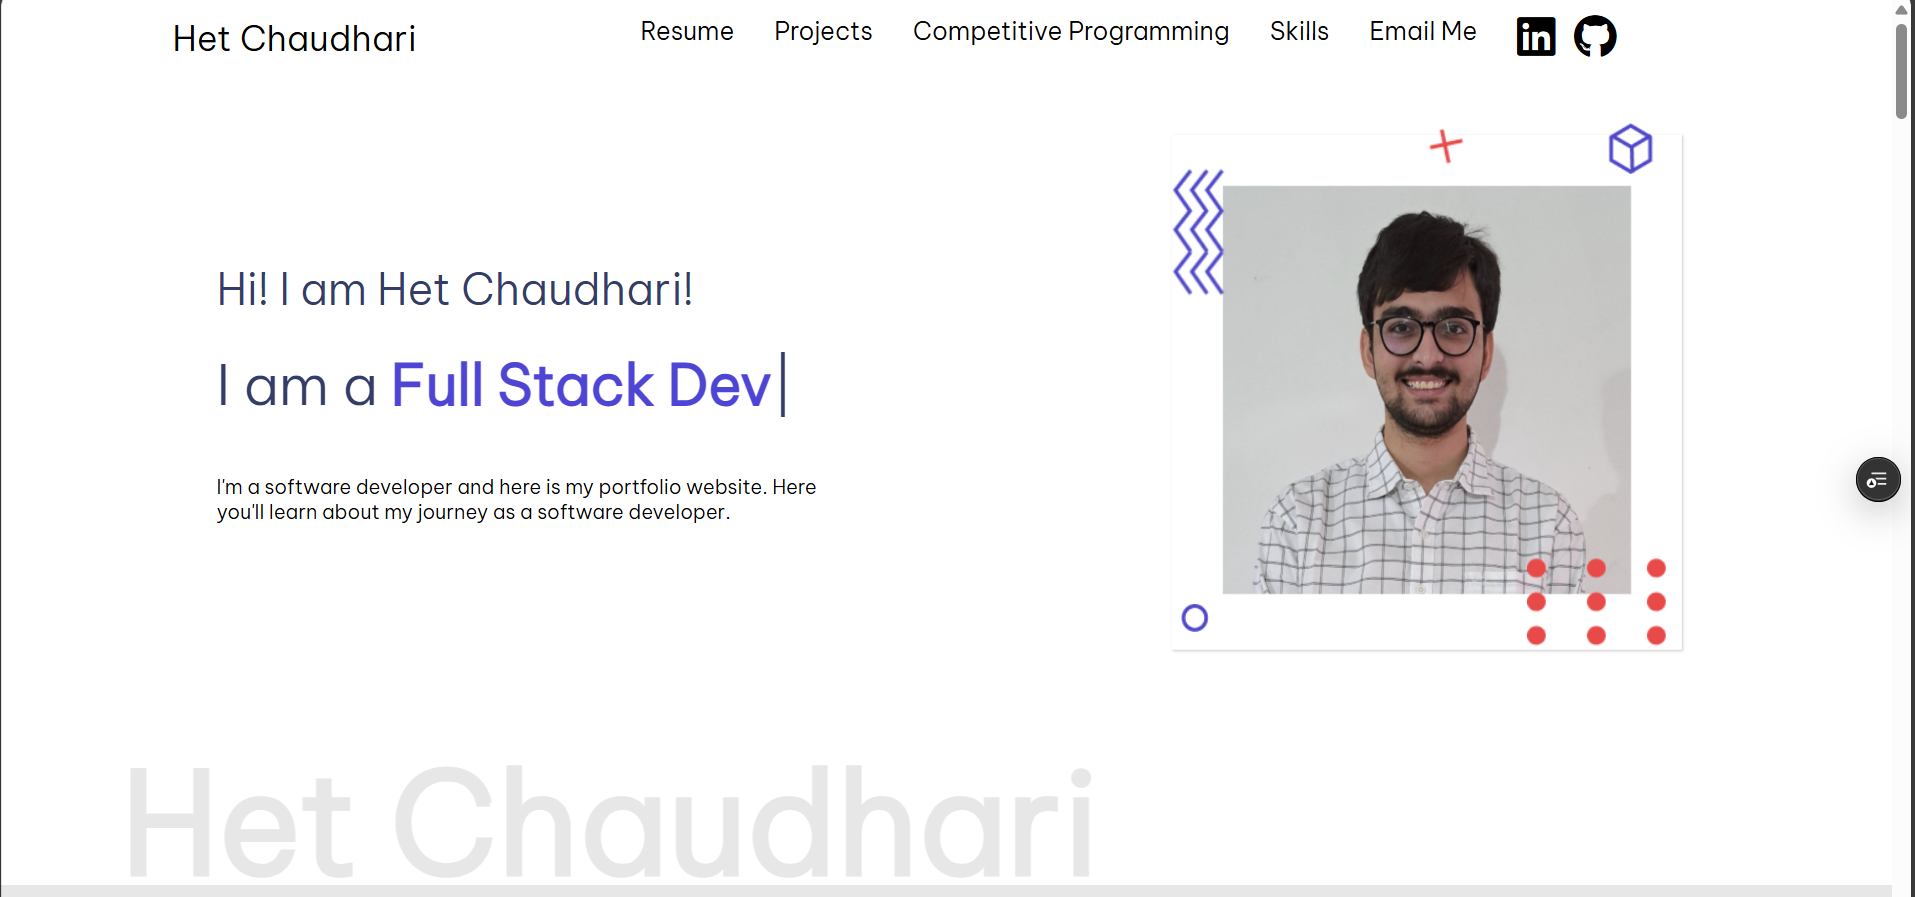 Het Chaudhari
Resume Projects Competitive Programming Skills Email Me in
Hi! I am Het Chaudhari!
I am a Full Stack Dev|
I'm a software developer and here is my portfolio website. Here
you'll learn about my journey as a software developer.
Het Chaudhari